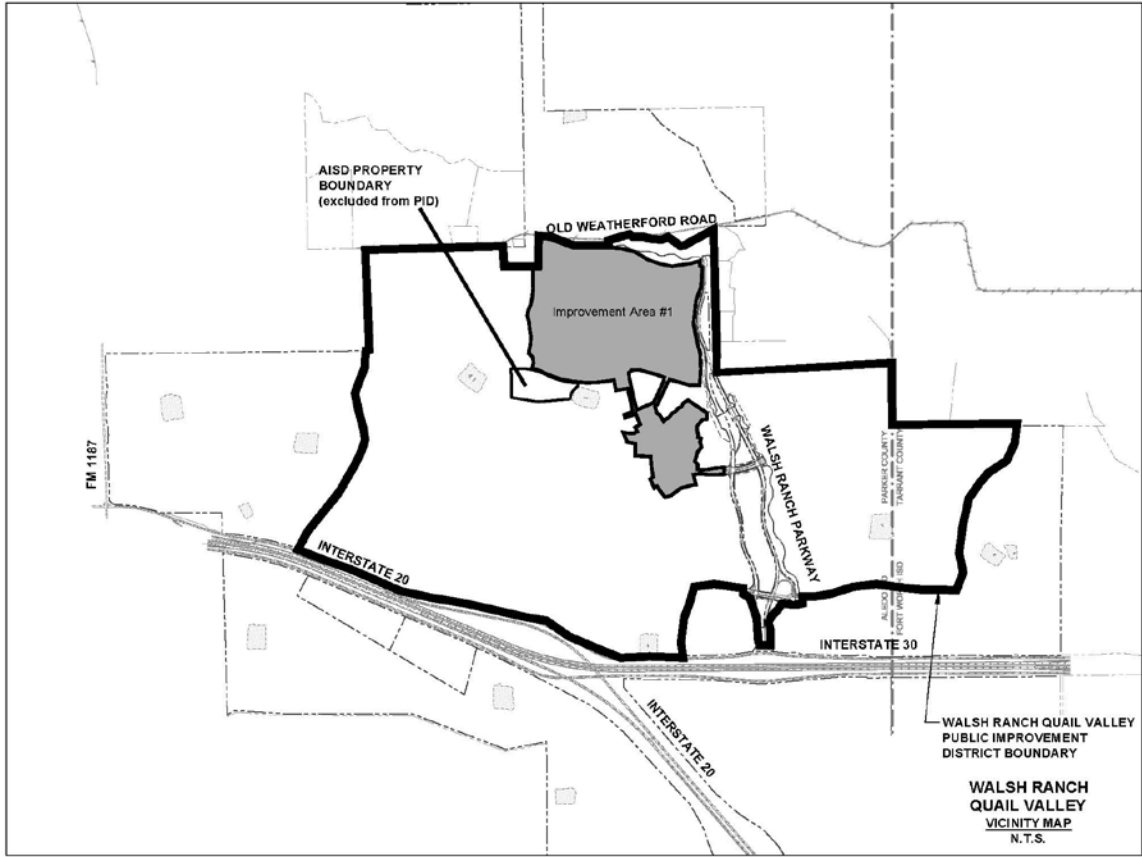 AISD PROPERTY
BOUNDARY
(excluded from PID)
OLD WEATHERFORD ROAD
Improvement Area #1
FM 1187
WALSH RANCH PARKWAY
PARKER COUNTY
TARRANT COUNTY
INTERSTATE 20
ALEDO ISD
FORT WORTH ISD
INTERSTATE 30
INTERSTATE 20
WALSH RANCH QUAIL VALLEY
PUBLIC IMPROVEMENT
DISTRICT BOUNDARY
WALSH RANCH
QUAIL VALLEY
VICINITY MAP
N.T.S.